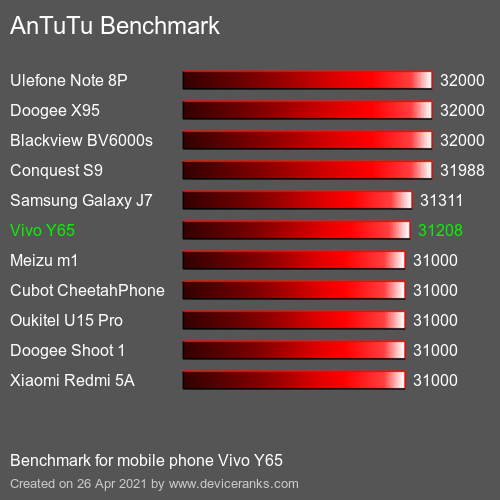 AnTuTu Benchmark
Ulefone Note 8P 32000
Doogee X95 32000
Blackview BV6000s 32000
Conquest S9 31988
Samsung Galaxy J7 31311
Vivo Y65 31208
Meizu m1 31000
Cubot CheetahPhone 31000
Oukitel U15 Pro 31000
Doogee Shoot 1 31000
Xiaomi Redmi 5A 31000
Benchmark for mobile phone Vivo Y65
Created on 26 Apr 2021 by www.deviceranks.com